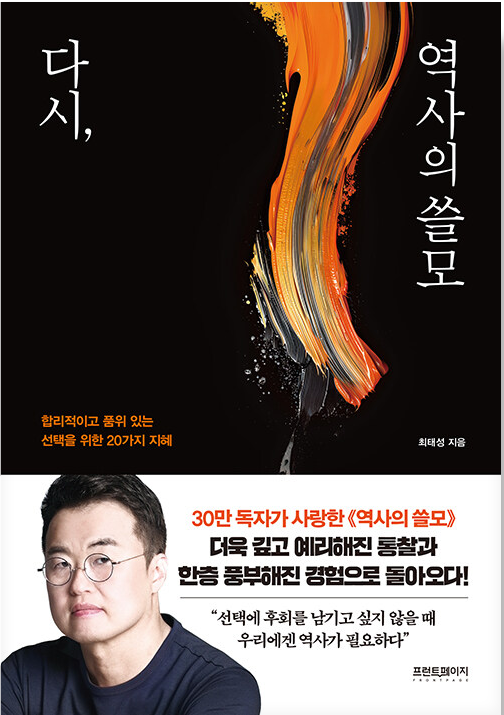 다시,
역사의 쓸모
합리적이고 품위 있는
선택을 위한 20가지 지혜
최태성 지음
30만 독자가 사랑한 《역사의 쓸모》
더욱 깊고 예리해진 통찰과
한층 풍부해진 경험으로 돌아오다!
“선택에 후회를 남기고 싶지 않을 때
우리에겐 역사가 필요하다”
프런트페이지
FRONTPAGE